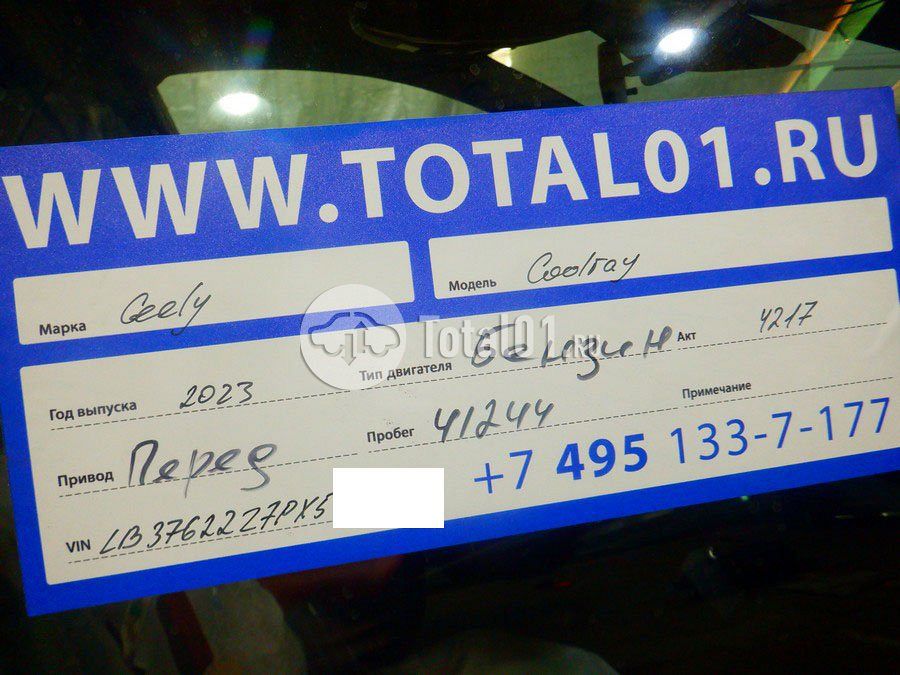 WWW.TOTAL01.RU
Марка Geely Модель Coolray
Total01.ru
Год выпуска 2023 Тип двигателя Бензин Акт 4217
Привод Перед Пробег 41244 Примечание
+7 495 133-7-177
VIN LB37622Z7PX5